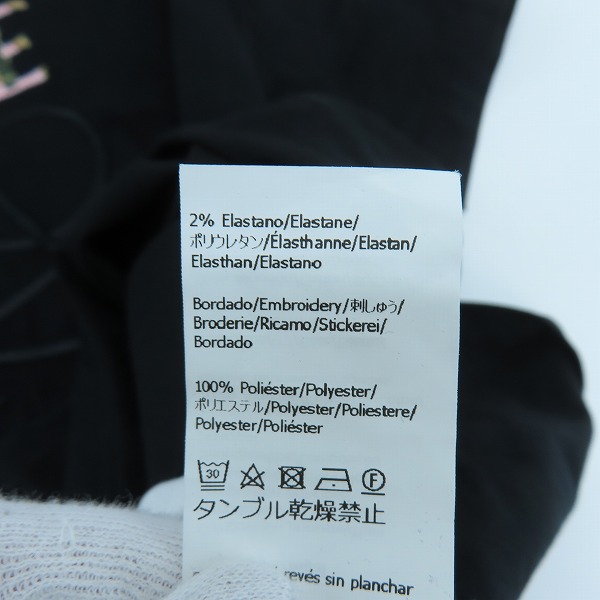 2% Elastano/Elastane/
ポリウレタン/Élasthanne/Elastan/
Elasthan/Elastano
Bordado/Embroidery/刺しゅう/
Broderie/Ricamo/Stickerei/
Bordado
100% Poliéster/Polyester/
ポリエステル/Polyester/Poliestere/
Polyester/Poliéster
30 F
タンブル乾燥禁止
revés sin planchar